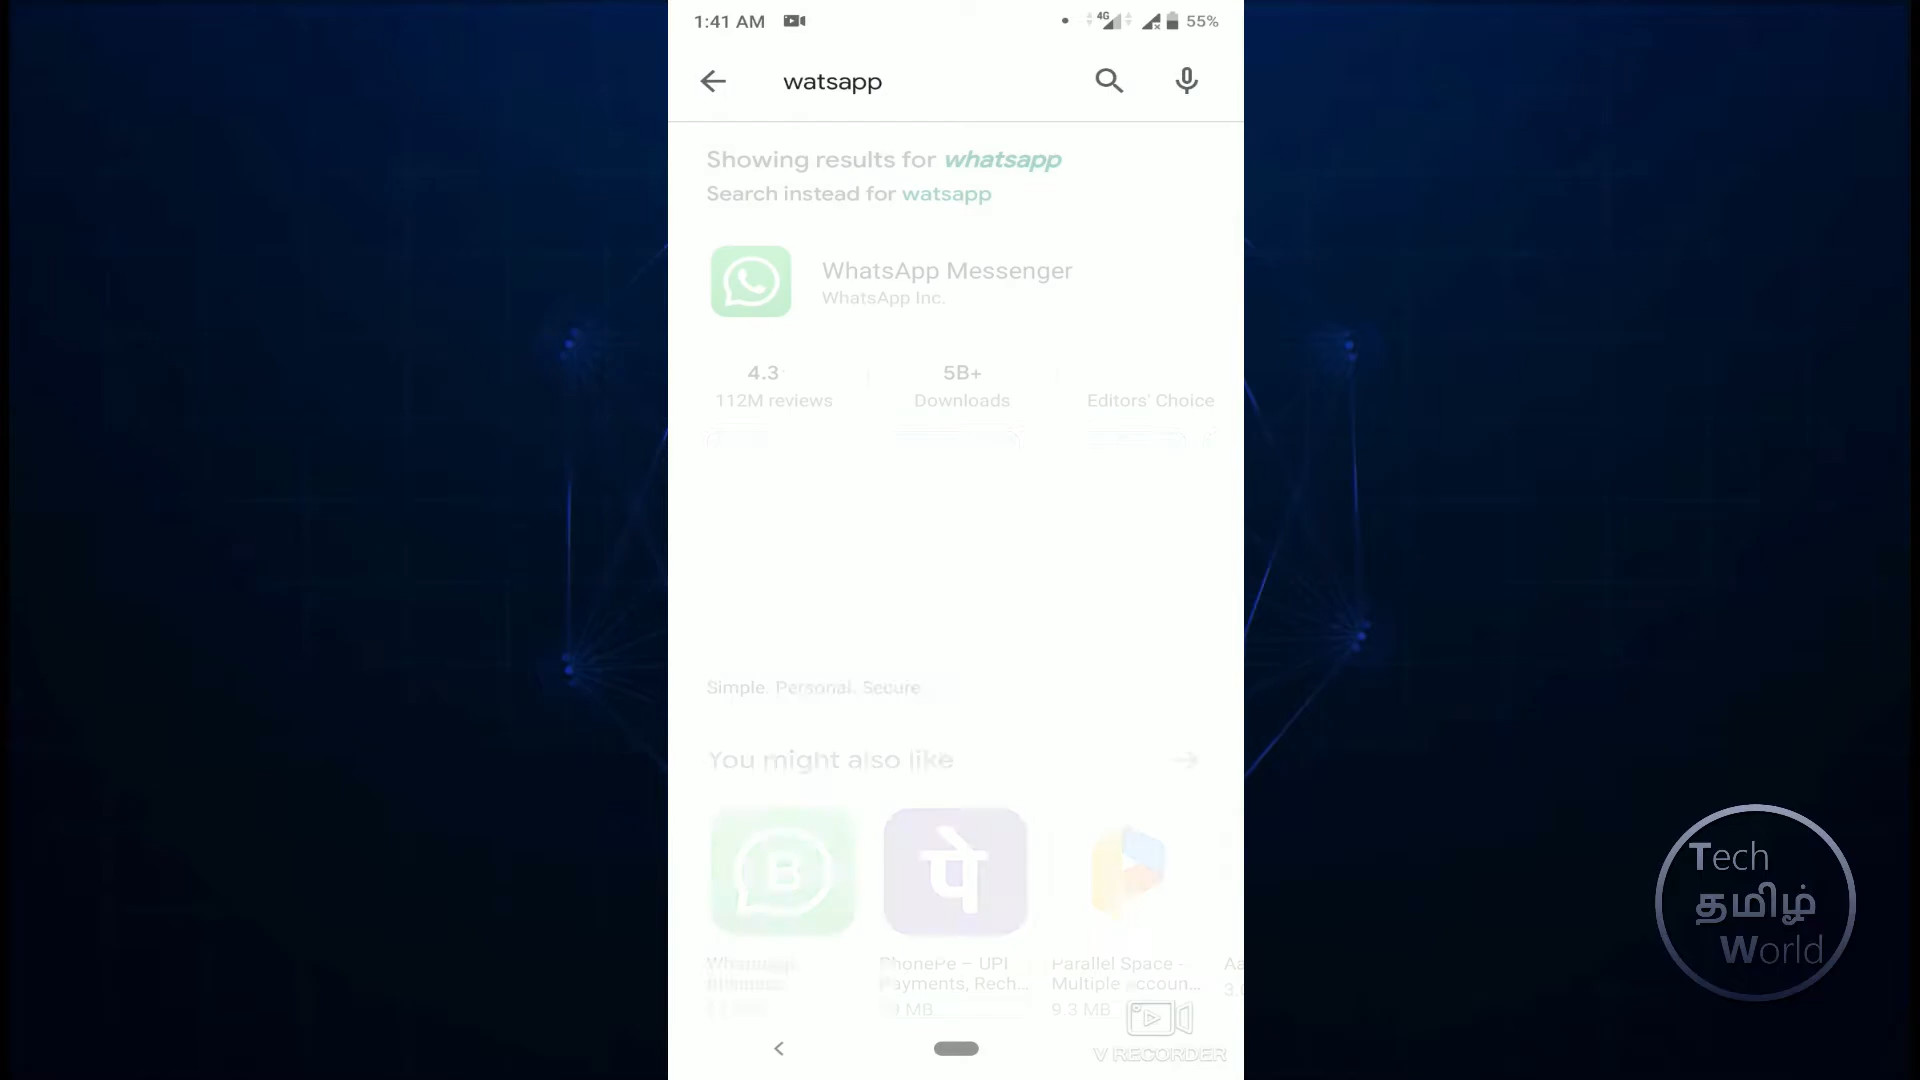 1:41 AM
4G
55%
watsapp
Showing results for whatsapp
Search instead for watsapp
WhatsApp Messenger
WhatsApp Inc.
4.3
5B+
112M reviews
Downloads
Editors' Choice
Simple. Personal. Secure
You might also like
B
पे
PhonePe – UPI
Payments, Rech...
Parallel Space -
Multiple accoun...
9.3 MB
V RECORDER
Tech
தமிழ்
World